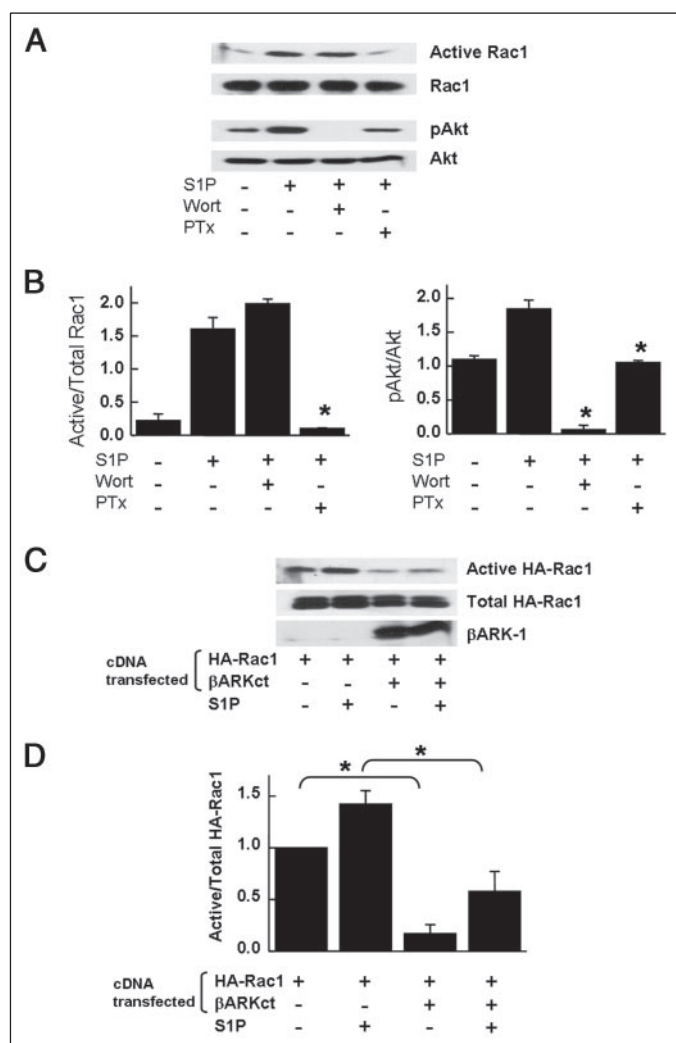 A
Active Rac1
Rac1
pAkt
Akt
S1P - + + +
Wort - - + -
PTx - - - +
B
Active/Total Rac1
2.0
1.5
1.0
0.5
0.0
*
S1P - + + +
Wort - - + -
PTx - - - +
pAkt/Akt
2.0
1.5
1.0
0.5
0.0
*
*
S1P - + + +
Wort - - + -
PTx - - - +
C
Active HA-Rac1
Total HA-Rac1
βARK-1
cDNA transfected
HA-Rac1 + + + +
βARKct - - + +
S1P - + - +
D
Active/Total HA-Rac1
1.5
1.0
0.5
0.0
*
*
cDNA transfected
HA-Rac1 + + + +
βARKct - - + +
S1P - + - +